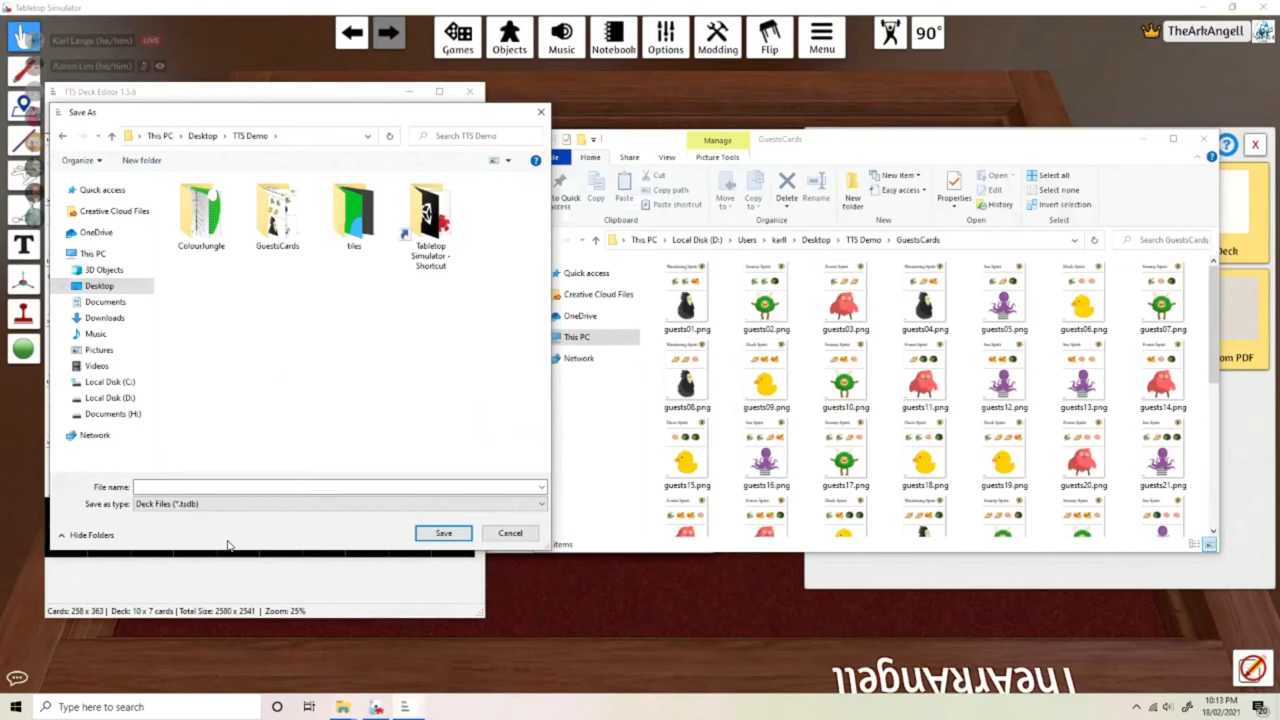 Tabletop Simulator
Karl Lange (he/him) LIVE
Aaron Lim (he/him)
Games
Objects
Music
Notebook
Options
Modding
Flip
Menu
90°
TheArkAngell
TTS Deck Editor 1.5.6
Save As
This PC > Desktop > TTS Demo >
Search TTS Demo
Organize
New folder
Quick access
Creative Cloud Files
OneDrive
This PC
3D Objects
Desktop
Documents
Downloads
Music
Pictures
Videos
Local Disk (C:)
Local Disk (D:)
Documents (H:)
Network
ColourJungle
GuestsCards
tiles
Tabletop
Simulator -
Shortcut
File name:
Save as type: Deck Files (*.tsdb)
Hide Folders
Save
Cancel
Cards: 258 x 363 | Deck: 10 x 7 cards | Total Size: 2580 x 2541 | Zoom: 25%
Manage
GuestsCards
Home
Share
View
Picture Tools
Cut
Copy path
Paste shortcut
Copy
Paste
Clipboard
Move
to
Copy
to
Delete
Rename
Organize
New
folder
New item
Easy access
New
Properties
Open
Edit
History
Open
Select all
Select none
Invert selection
Select
This PC > Local Disk (D:) > Users > karll > Desktop > TTS Demo > GuestsCards
Search GuestsCards
Quick access
Creative Cloud Files
OneDrive
This PC
Network
guests01.png
guests02.png
guests03.png
guests04.png
guests05.png
guests06.png
guests07.png
guests08.png
guests09.png
guests10.png
guests11.png
guests12.png
guests13.png
guests14.png
guests15.png
guests16.png
guests17.png
guests18.png
guests19.png
guests20.png
guests21.png
items
X
Deck
om PDF
TheArkAngell
Type here to search
10:13 PM
18/02/2021
20